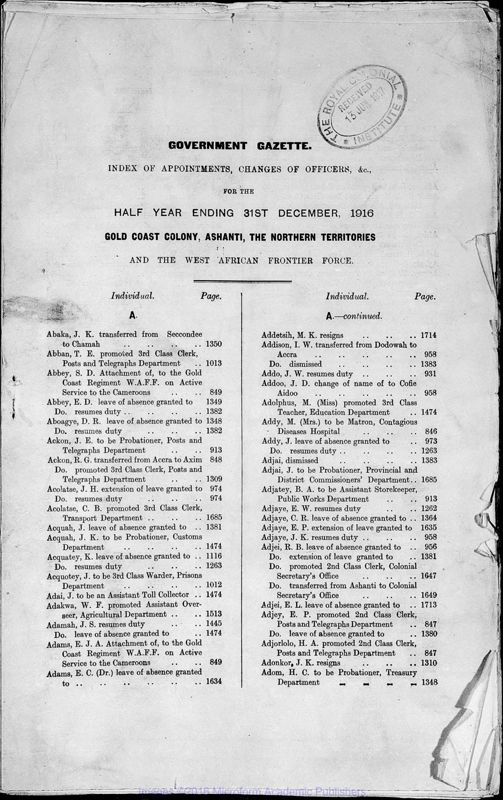 THE ROYAL COLONIAL INSTITUTE
RECEIVED
13 JUN 1917
GOVERNMENT GAZETTE.
INDEX OF APPOINTMENTS, CHANGES OF OFFICERS, &c.,
FOR THE
HALF YEAR ENDING 31ST DECEMBER, 1916
GOLD COAST COLONY, ASHANTI, THE NORTHERN TERRITORIES
AND THE WEST AFRICAN FRONTIER FORCE.
Individual. Page.
A.
Abaka, J. K. transferred from Seccondee
to Chamah .. .. .. .. 1350
Abban, T. E. promoted 3rd Class Clerk,
Posts and Telegraphs Department .. 1013
Abbey, S. D. Attachment of, to the Gold
Coast Regiment W.A.F.F. on Active
Service to the Cameroons .. .. 849
Abbey, E. D. leave of absence granted to 1349
Do. resumes duty .. .. .. .. 1382
Aboagye, D. R. leave of absence granted to 1348
Do. resumes duty .. .. .. 1382
Ackon, J. E. to be Probationer, Posts and
Telegraphs Department .. .. 913
Ackon, R. G. transferred from Accra to Axim 848
Do. promoted 3rd Class Clerk, Posts and
Telegraphs Department .. .. 1309
Acolatse, J. H. extension of leave granted to 974
Do. resumes duty .. .. .. 974
Acolatse, C. B. promoted 3rd Class Clerk,
Transport Department .. .. .. 1685
Acquah, J. leave of absence granted to .. 1381
Acquah, J. K. to be Probationer, Customs
Department .. .. .. .. 1474
Acquatey, K. leave of absence granted to .. 1116
Do. resumes duty .. .. .. 1263
Acquotey, J. to be 3rd Class Warder, Prisons
Department .. .. .. .. 1012
Adai, J. to be an Assistant Toll Collector .. 1474
Adakwa, W. F. promoted Assistant Over-
seer, Agricultural Department .. .. 1513
Adamah, J. S. resumes duty .. .. 1445
Do. leave of absence granted to .. .. 1474
Adams, E. J. A. Attachment of, to the Gold
Coast Regiment W.A.F.F. on Active
Service to the Cameroons .. .. 849
Adams, E. C. (Dr.) leave of absence granted
to .. .. .. .. .. .. 1634
Individual. Page.
A.—continued.
Addetsih, M. K. resigns .. .. .. 1714
Addison, I. W. transferred from Dodowah to
Accra .. .. .. .. .. 958
Do. dismissed .. .. .. .. 1383
Addo, J. W. resumes duty .. .. .. 931
Addoo, J. D. change of name of to Cofie
Aidoo .. .. .. .. .. 958
Adolphus, M. (Miss) promoted 3rd Class
Teacher, Education Department .. 1474
Addy, M. (Mrs.) to be Matron, Contagious
Diseases Hospital .. .. .. 846
Addy, J. leave of absence granted to .. 973
Do. resumes duty .. .. .. .. 1263
Adjai, dismissed .. .. .. .. 1383
Adjai, J. to be Probationer, Provincial and
District Commissioners' Department .. 1685
Adjatey, B. A. to be Assistant Storekeeper,
Public Works Department .. .. 913
Adjaye, E. W. resumes duty .. .. 1262
Adjaye, C. R. leave of absence granted to .. 1364
Adjaye, E. P. extension of leave granted to 1635
Adjaye, J. K. resumes duty .. .. .. 958
Adjei, R. B. leave of absence granted to .. 956
Do. extension of leave granted to .. 1381
Do. promoted 2nd Class Clerk, Colonial
Secretary's Office .. .. .. 1647
Do. transferred from Ashanti to Colonial
Secretary's Office .. .. .. 1649
Adjei, E. L. leave of absence granted to .. 1713
Adjey, E. P. promoted 2nd Class Clerk,
Posts and Telegraphs Department .. 847
Do. leave of absence granted to .. 1380
Adjorlolo, H. A. promoted 2nd Class Clerk,
Posts and Telegraphs Department .. 847
Adonkor, J. K. resigns .. .. .. 1310
Adom, H. C. to be Probationer, Treasury
Department .. .. .. .. 1348
Images ©2016 Microform Academic Publishers